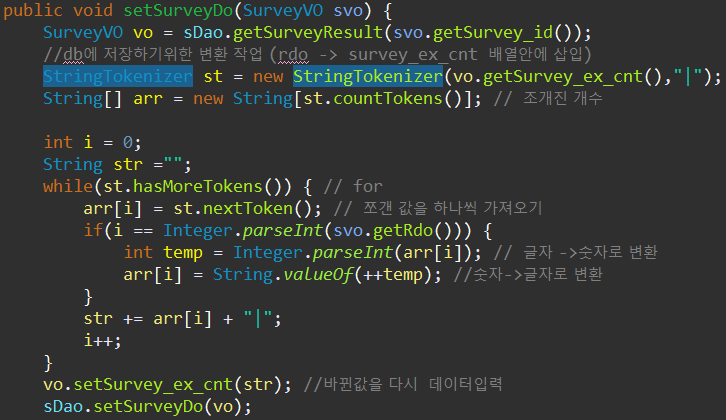 public void setSurveyDo(SurveyVO svo) {
    SurveyVO vo = sDao.getSurveyResult(svo.getSurvey_id());
    //db에 저장하기위한 변환 작업 (rdo -> survey_ex_cnt 배열안에 삽입)
    StringTokenizer st = new StringTokenizer(vo.getSurvey_ex_cnt(),"|");
    String[] arr = new String[st.countTokens()]; // 조개진 개수
    int i = 0;
    String str ="";
    while(st.hasMoreTokens()) { // for
        arr[i] = st.nextToken(); // 쪼갠 값을 하나씩 가져오기
        if(i == Integer.parseInt(svo.getRdo())) {
            int temp = Integer.parseInt(arr[i]); // 글자 ->숫자로 변환
            arr[i] = String.valueOf(++temp); //숫자->글자로 변환
        }
        str += arr[i] + "|";
        i++;
    }
    vo.setSurvey_ex_cnt(str); //바뀐값을 다시 데이터입력
    sDao.setSurveyDo(vo);